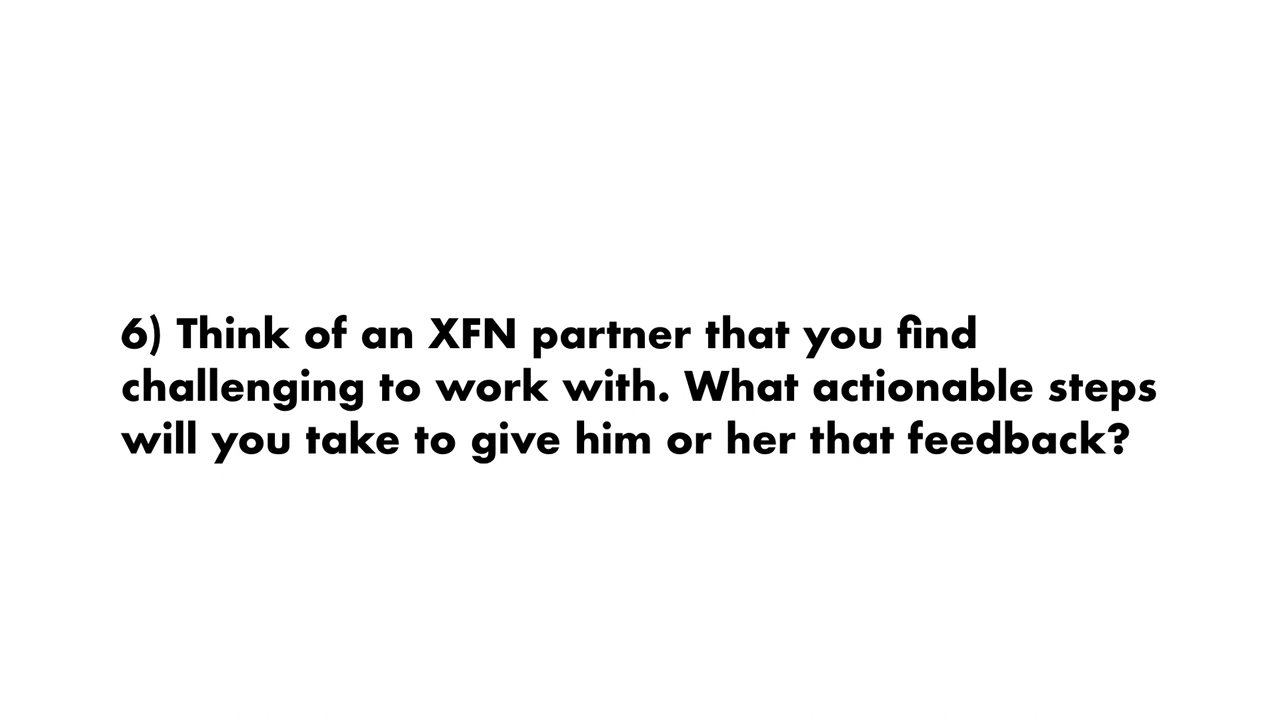 6) Think of an XFN partner that you find
challenging to work with. What actionable steps
will you take to give him or her that feedback?